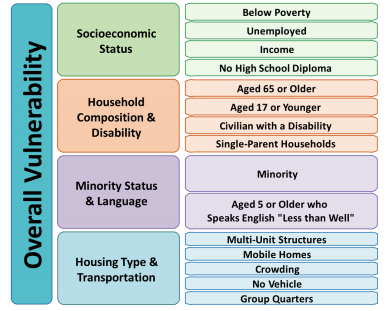 Overall Vulnerability
Socioeconomic
Status
Below Poverty
Unemployed
Income
No High School Diploma
Household
Composition &
Disability
Aged 65 or Older
Aged 17 or Younger
Civilian with a Disability
Single-Parent Households
Minority Status
& Language
Minority
Aged 5 or Older who
Speaks English "Less than Well"
Housing Type &
Transportation
Multi-Unit Structures
Mobile Homes
Crowding
No Vehicle
Group Quarters